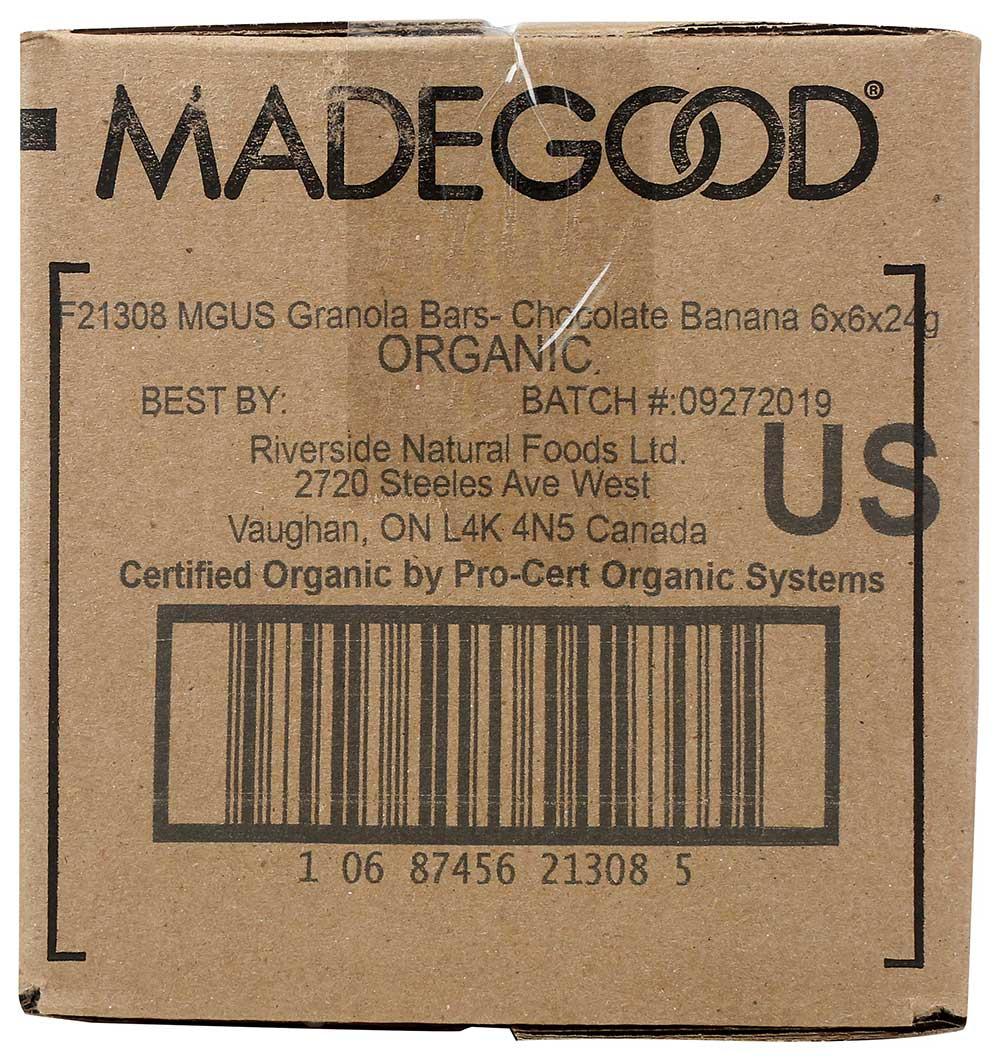 MADEGOOD®
F21308 MGUS Granola Bars- Chocolate Banana 6x6x24g
ORGANIC.
BEST BY: BATCH #:09272019
Riverside Natural Foods Ltd.
2720 Steeles Ave West
US
Vaughan, ON L4K 4N5 Canada
Certified Organic by Pro-Cert Organic Systems
1 06 87456 21308 5